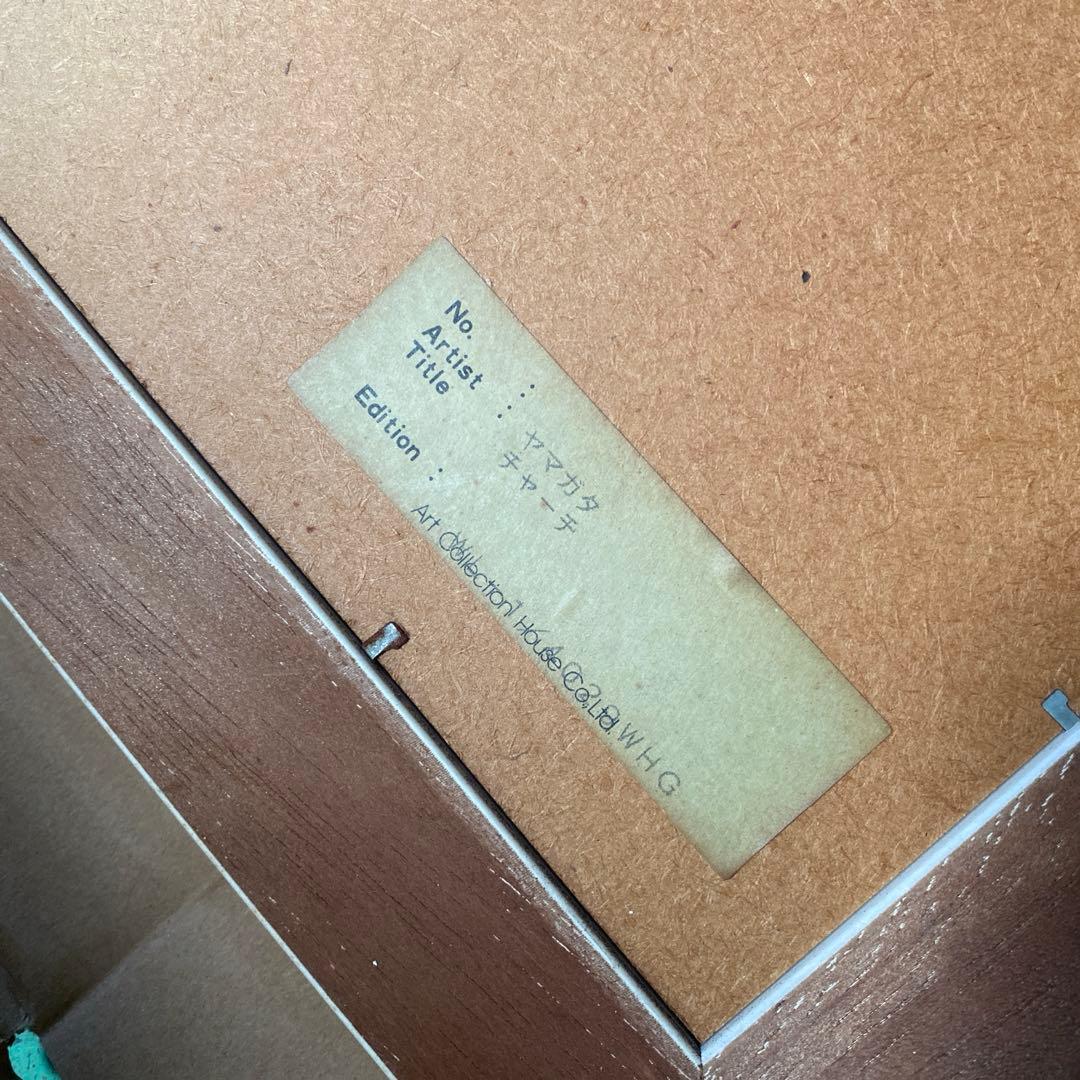 No. :
Artist : ヤマガタ
Title チャーチ
Edition :
Art Collection House Co.,Ltd.
WHG